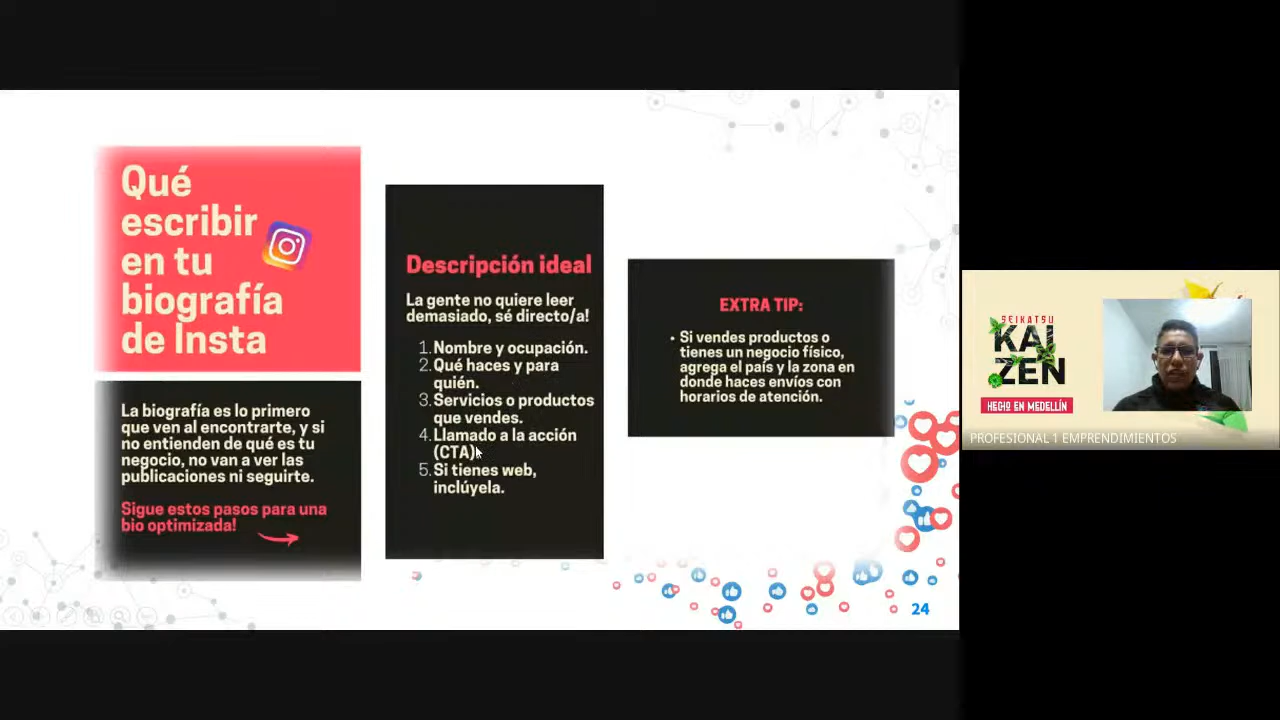 Qué
escribir
en tu
biografía
de Insta
La biografía es lo primero
que ven al encontrarte, y si
no entienden de qué es tu
negocio, no van a ver las
publicaciones ni seguirte.
Sigue estos pasos para una
bio optimizada!
Descripción ideal
La gente no quiere leer
demasiado, sé directo/a!
1. Nombre y ocupación.
2. Qué haces y para
quién.
3. Servicios o productos
que vendes.
4. Llamado a la acción
(CTA)
5. Si tienes web,
inclúyela.
EXTRA TIP:
• Si vendes productos o
tienes un negocio físico,
agrega el país y la zona en
donde haces envíos con
horarios de atención.
24
SEIKATSU
KAI
ZEN
HECHO EN MEDELLÍN
PROFESIONAL 1 EMPRENDIMIENTOS